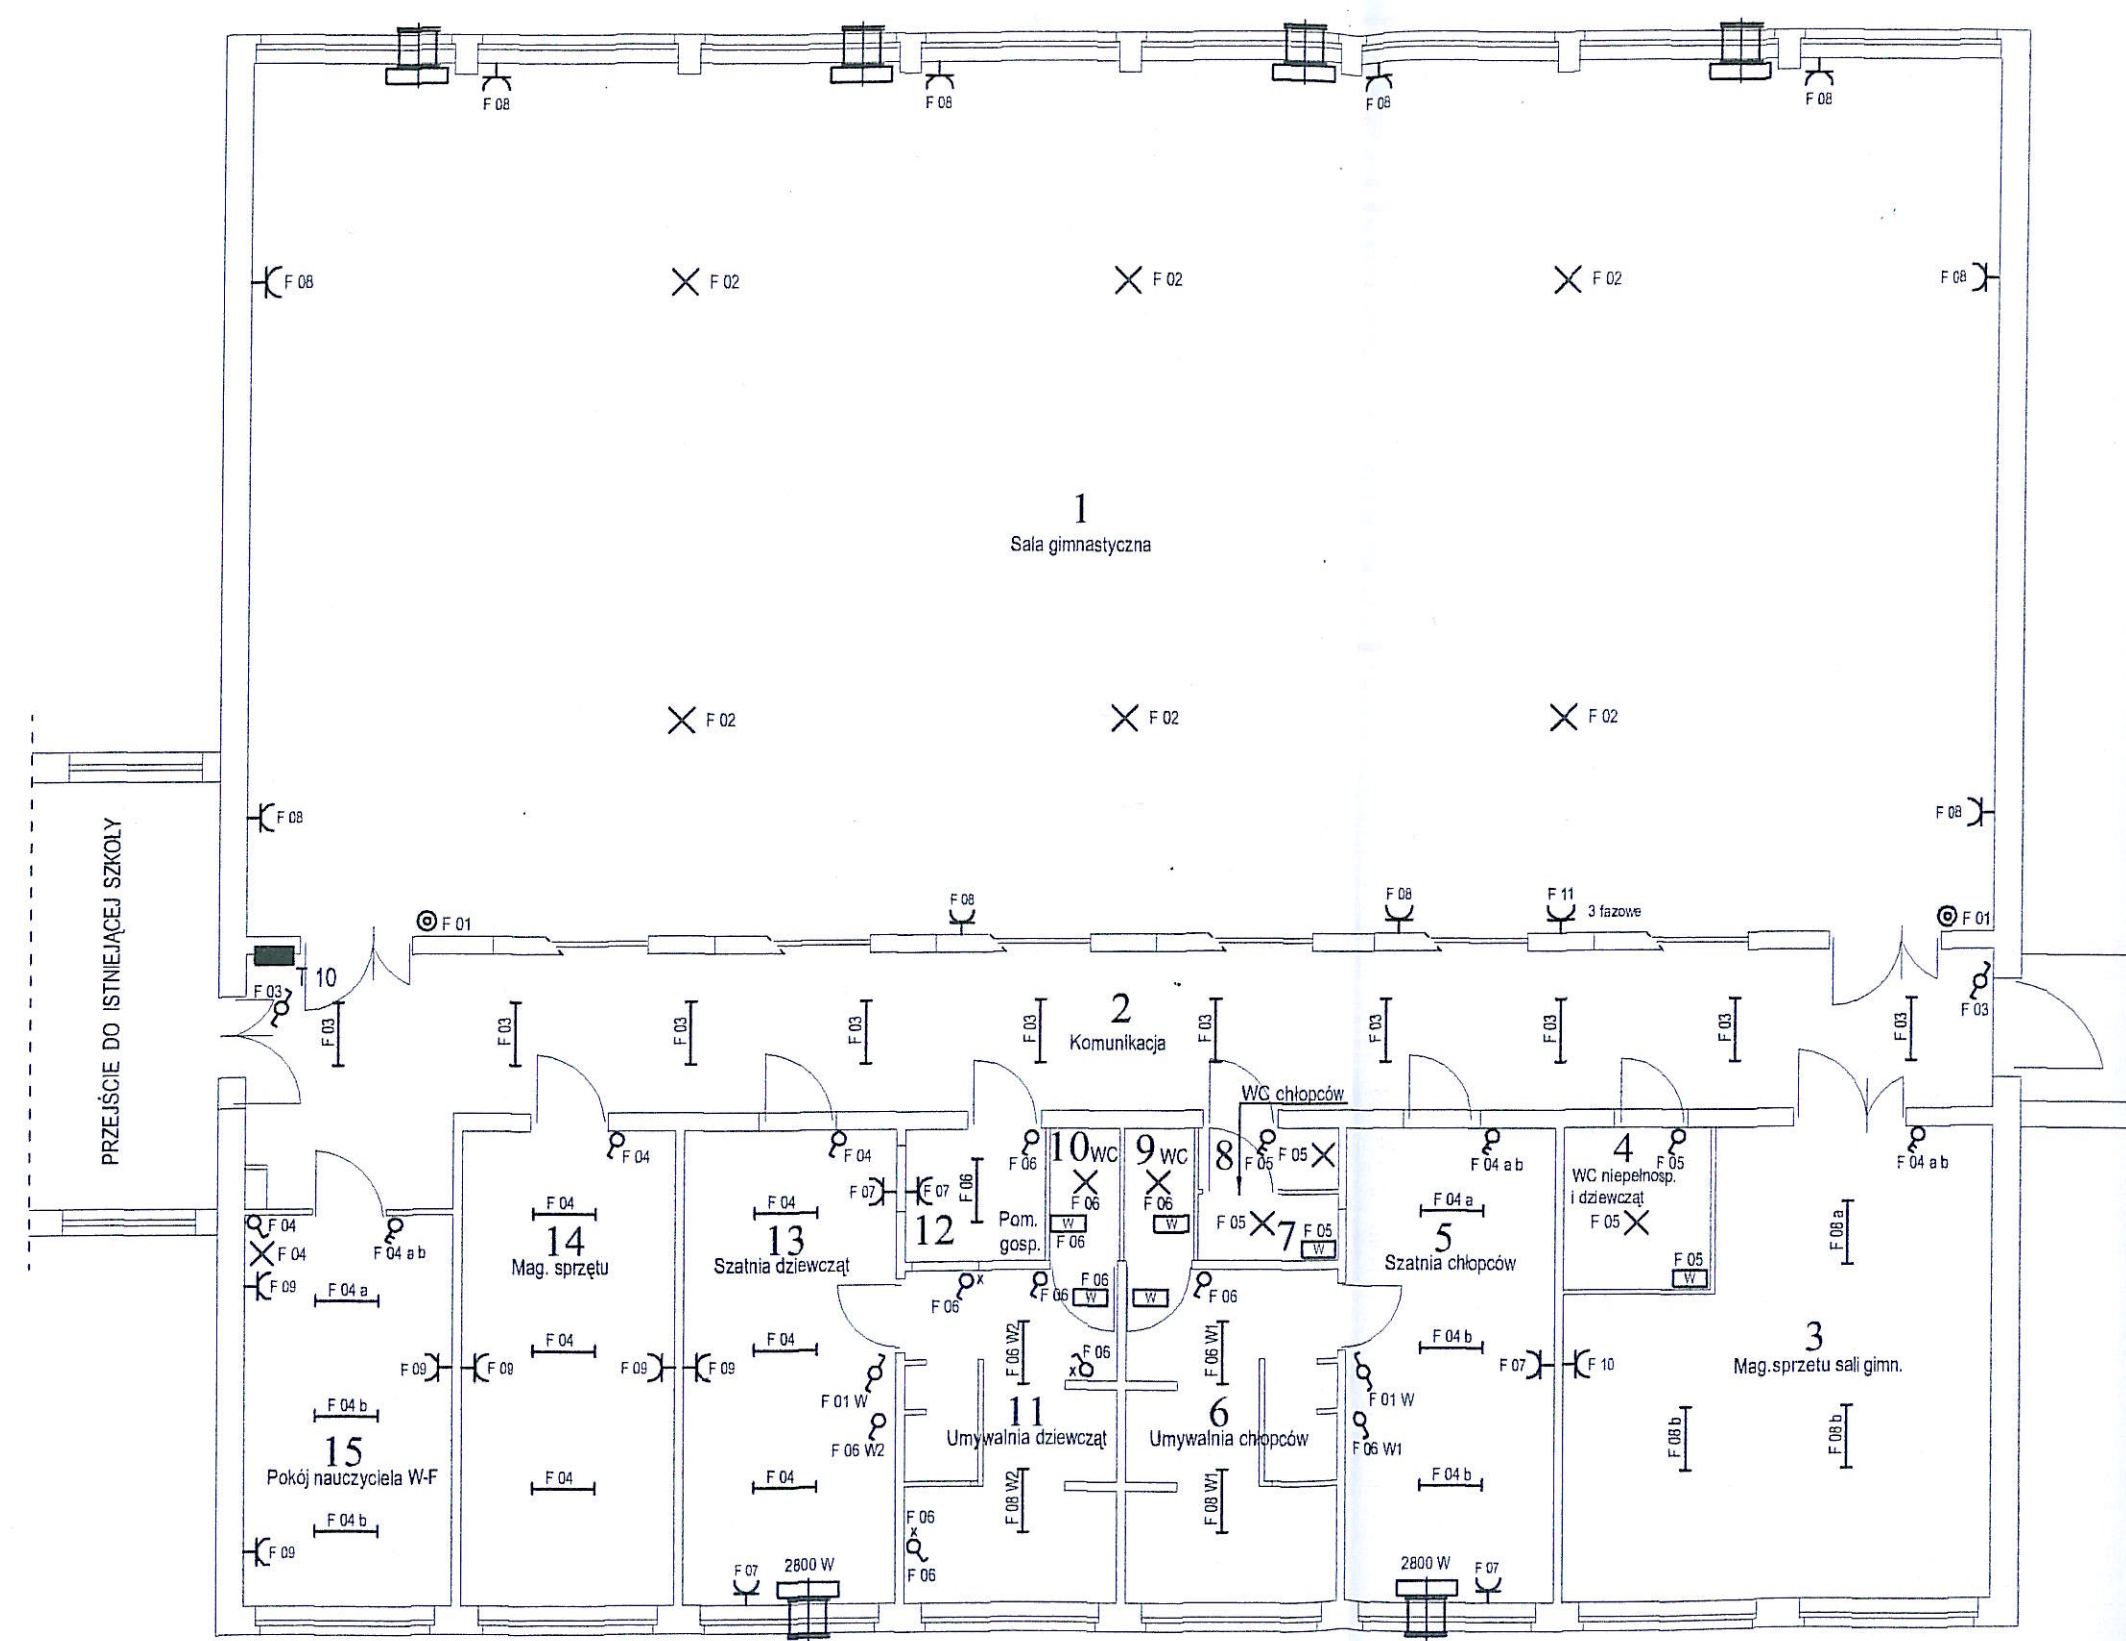 F 08
F 08
F 08
F 08
F 08
F 02
F 02
F 02
F 08
1
Sala gimnastyczna
F 02
F 02
F 02
F 08
F 08
PRZEJŚCIE DO ISTNIEJĄCEJ SZKOŁY
F 01
F 08
F 08
F 11
3 fazowe
F 01
T 10
F 03
F 03
F 03
F 03
F 03
F 03
2
Komunikacja
F 03
F 03
F 03
F 03
F 03
F 03
WC chłopców
F 04
F 04
F 06
10 WC
9 WC
8
F 05
F 05
F 04 a b
4
F 05
F 04 a b
WC niepełnosp.
i dziewcząt
F 05
F 05
W
F 04
F 04
F 04 a b
F 09
F 04 a
F 04 b
15
Pokój nauczyciela W-F
F 04 b
F 09
F 09
F 04
14
Mag. sprzętu
F 04
F 09
F 09
F 04
F 04
13
Szatnia dziewcząt
F 07
F 04
F 09
F 01 W
F 06 W2
F 04
F 07
2800 W
F 07
F 06
12
Pom.
gosp.
F 06
W
F 06
F 06
W
F 05
7
F 05
W
F 06
x
F 06
F 06
W
W
F 06
F 06 W2
F 06
x
F 06 W1
11
Umywalnia dziewcząt
6
Umywalnia chłopców
F 08 W2
F 08 W1
F 06
x
F 06
F 04 a
5
Szatnia chłopców
F 04 b
F 07
F 01 W
F 06 W1
F 04 b
2800 W
F 07
F 10
F 08 a
3
Mag.sprzetu sali gimn.
F 08 b
F 08 b